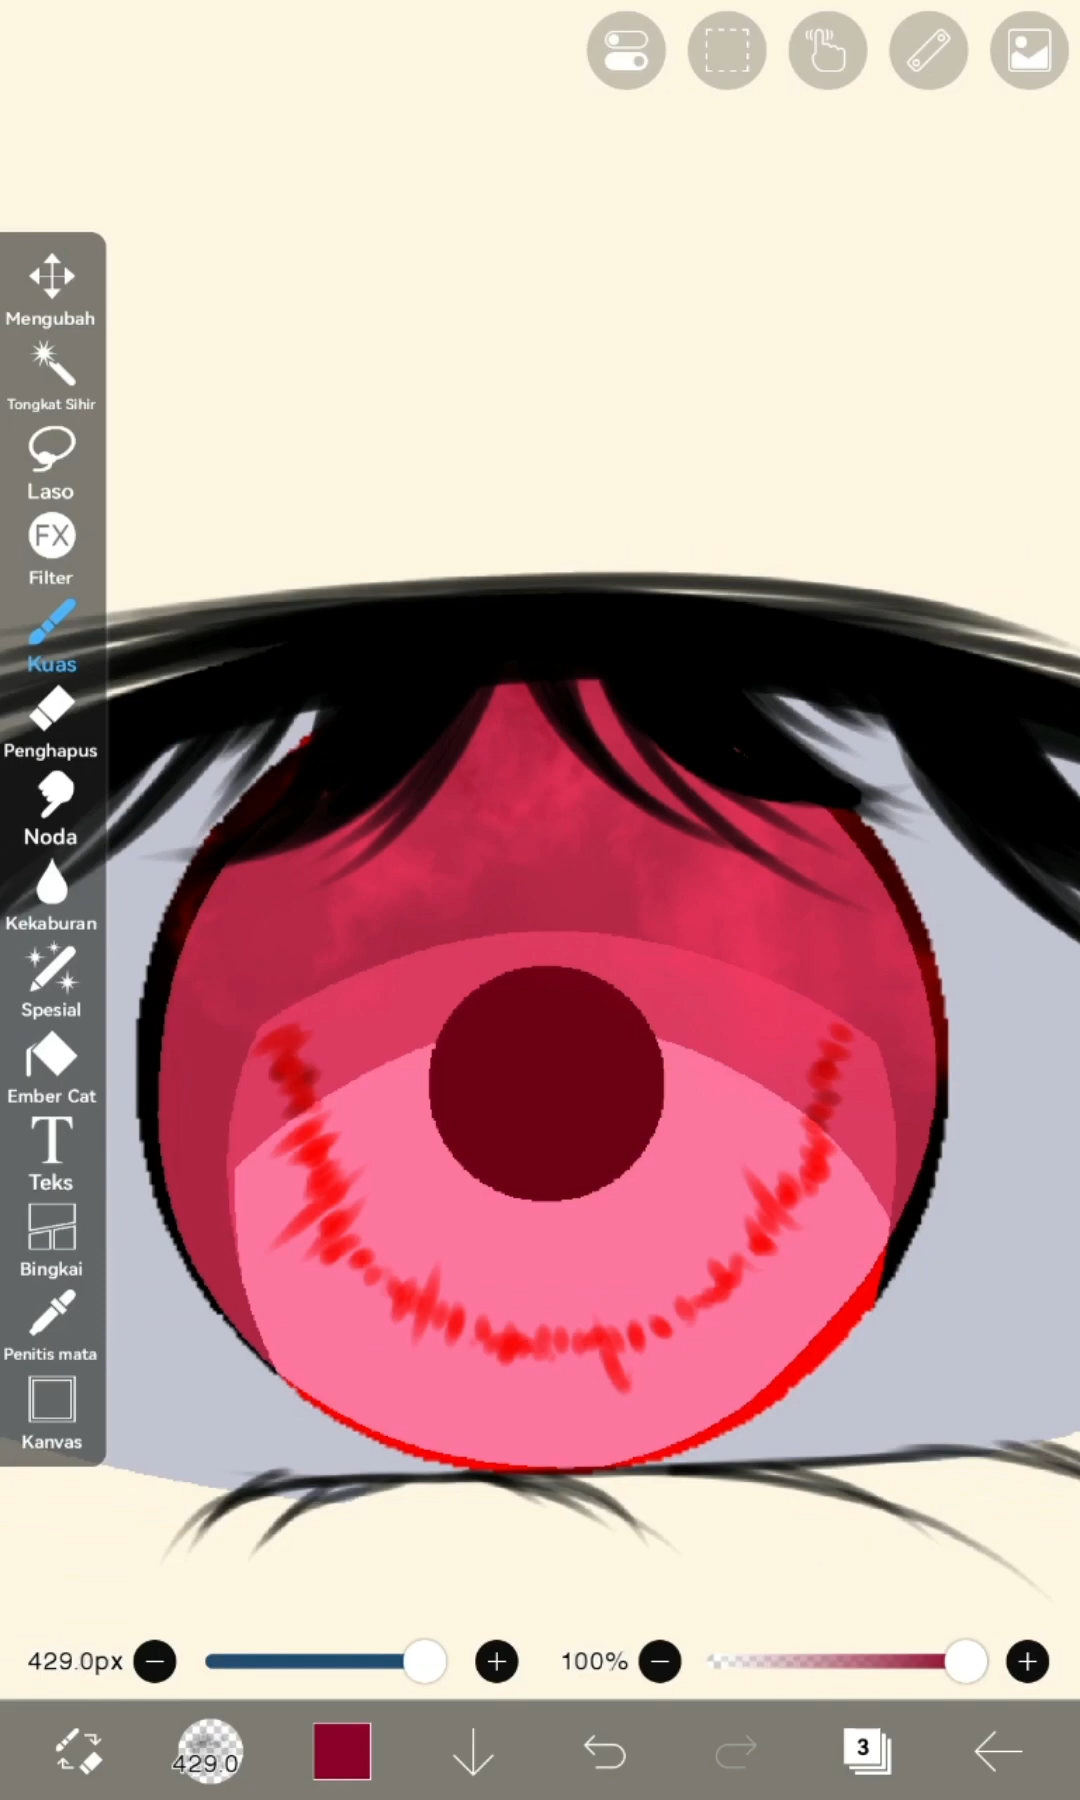 Mengubah
Tongkat Sihir
Laso
FX
Filter
Kuas
Penghapus
Noda
Kekaburan
Spesial
Ember Cat
T
Teks
Bingkai
Penitis mata
Kanvas
429.0px
100%
429.0
3